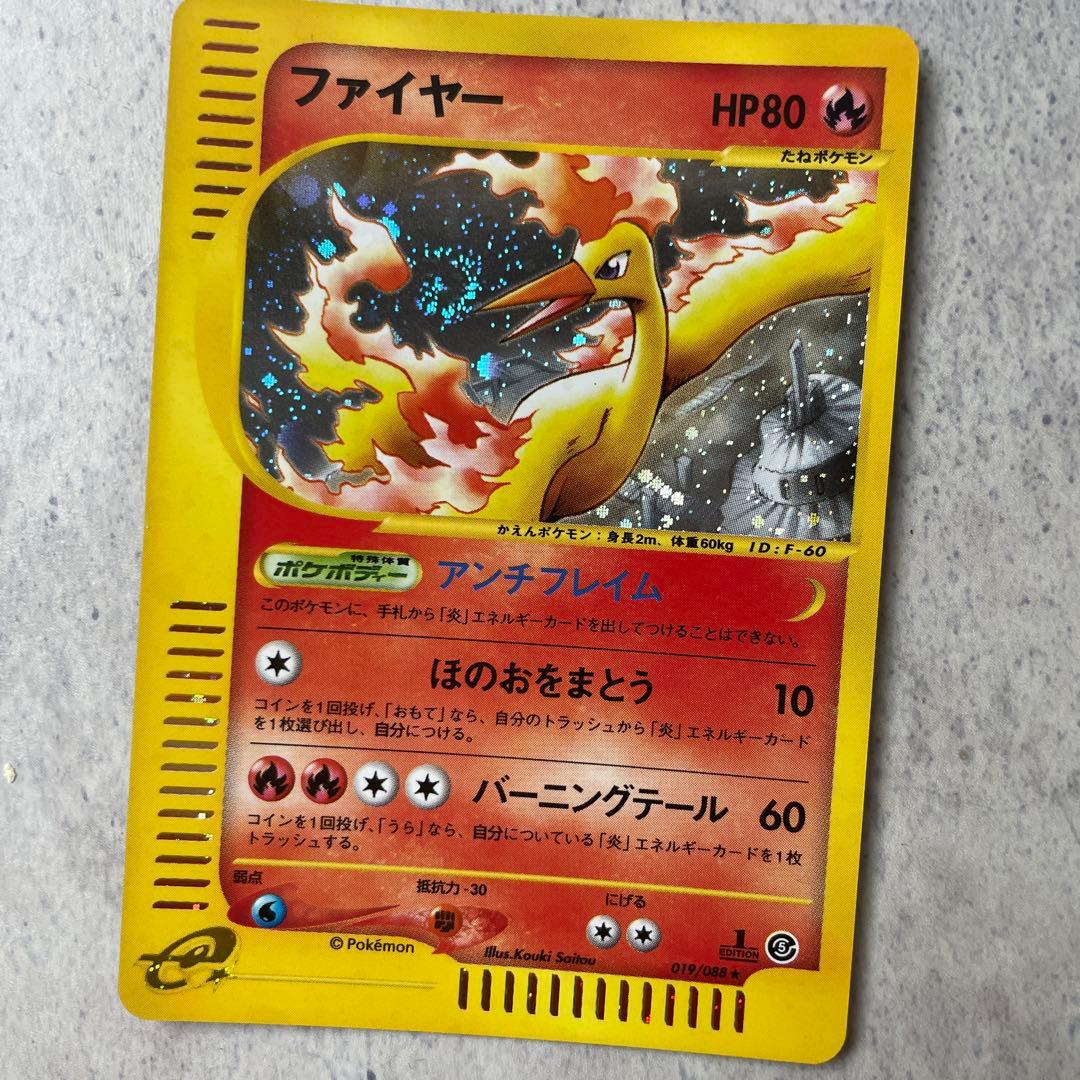 ファイヤー
HP80
たねポケモン
かえんポケモン：身長2m、体重60kg ID:F-60
特殊体質
ポケボディー
アンチフレイム
このポケモンに、手札から「炎」エネルギーカードを出してつけることはできない。
ほのおをまとう 10
コインを1回投げ、「おもて」なら、自分のトラッシュから「炎」エネルギーカード
を1枚選び出し、自分につける。
バーニングテール 60
コインを1回投げ、「うら」なら、自分についている「炎」エネルギーカードを1枚
トラッシュする。
弱点
抵抗力-30
にげる
©Pokémon
Illus.Kouki Saitou
1
EDITION
5
019/088★
e